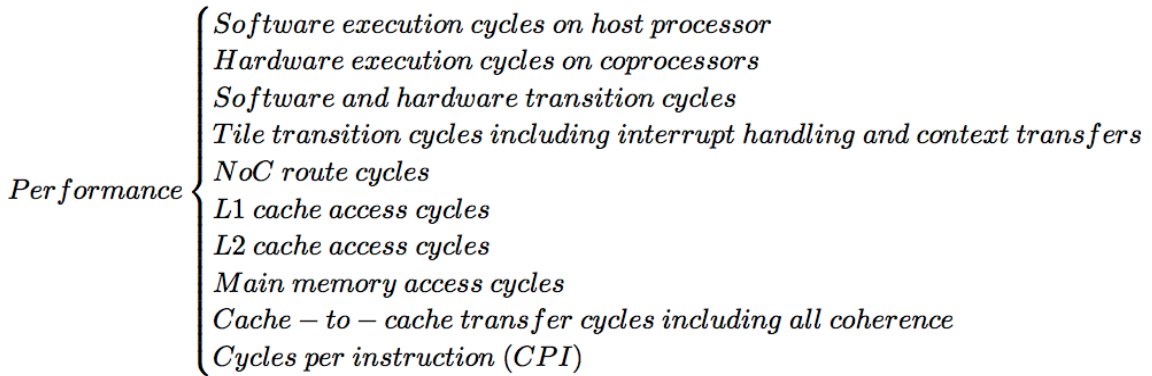 Software execution cycles on host processor
Hardware execution cycles on coprocessors
Software and hardware transition cycles
Tile transition cycles including interrupt handling and context transfers
Performance
NoC route cycles
L1 cache access cycles
L2 cache access cycles
Main memory access cycles
Cache − to − cache transfer cycles including all coherence
Cycles per instruction (CPI)